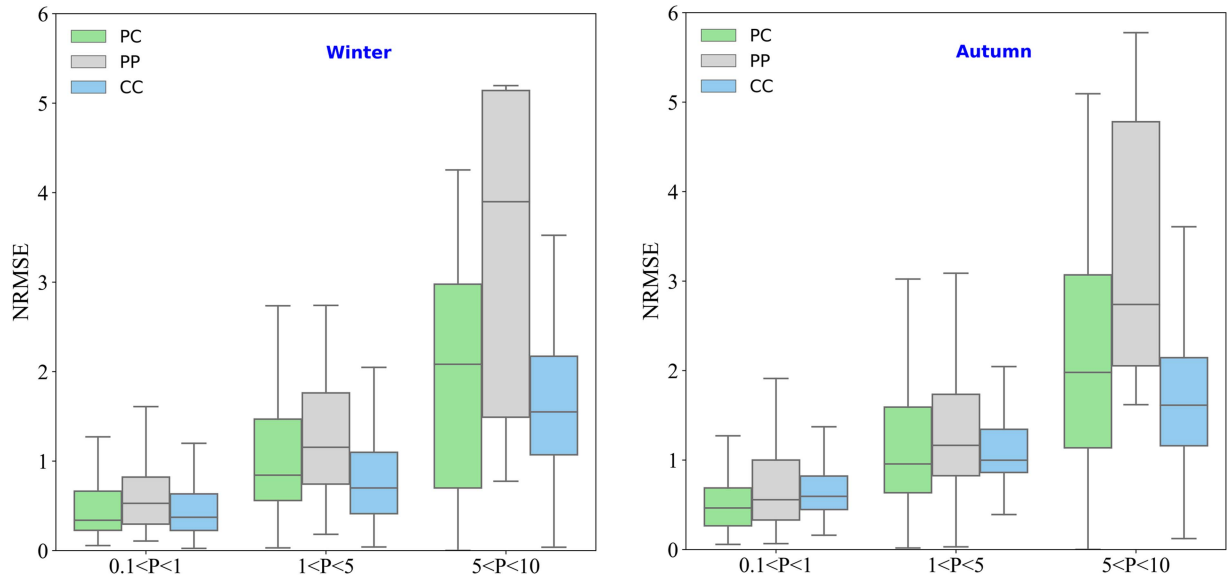 6
5
4
3
2
1
0
NRMSE
PC
PP
CC
Winter
0.1<P<1
1<P<5
5<P<10
6
5
4
3
2
1
0
NRMSE
PC
PP
CC
Autumn
0.1<P<1
1<P<5
5<P<10